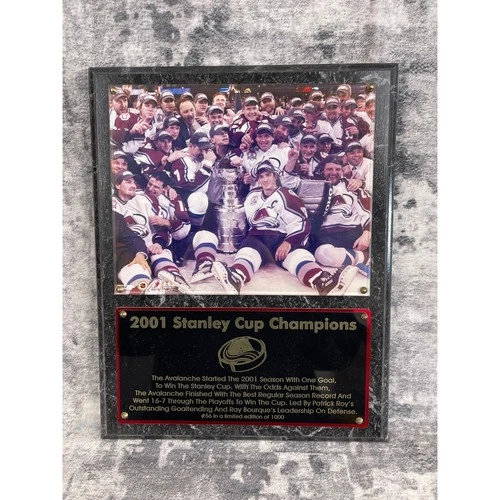 2001 Stanley Cup Champions
The Avalanche Started The 2001 Season With One Goal,
To Win The Stanley Cup. With The Odds Against Them,
The Avalanche Finished With The Best Regular Season Record And
Went 16-7 Through The Playoffs To Win The Cup. Led By Patrick Roy's
Outstanding Goaltending And Ray Bourque's Leadership On Defense.
#56 in a limited edition of 1000